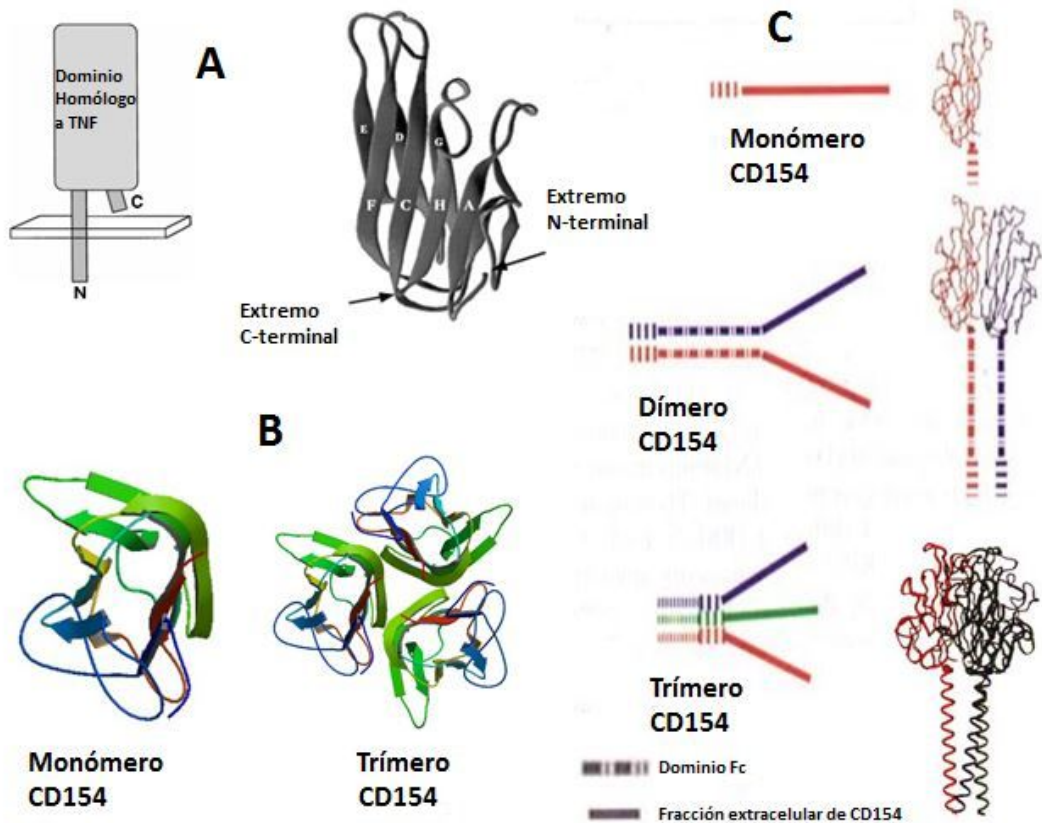 A
Dominio
Homólogo
a TNF
C
N
E
D
G
F
C
H
A
Extremo
N-terminal
Extremo
C-terminal
B
Monómero
CD154
Trímero
CD154
C
Monómero
CD154
Dímero
CD154
Trímero
CD154
Dominio Fc
Fracción extracelular de CD154